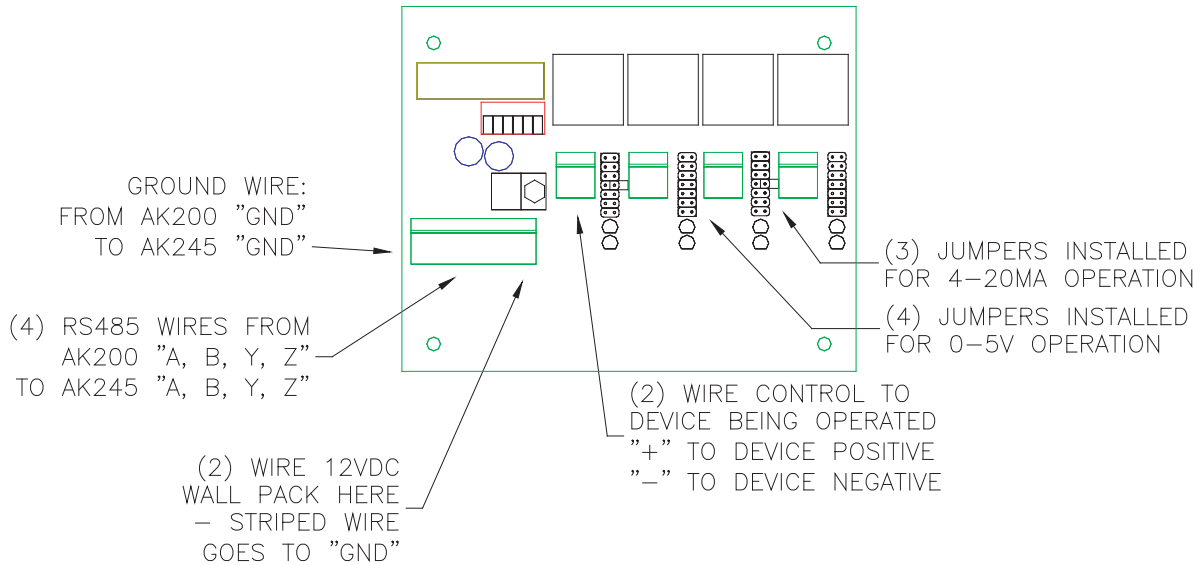 GROUND WIRE:
FROM AK200 "GND"
TO AK245 "GND"
(4) RS485 WIRES FROM
AK200 "A, B, Y, Z"
TO AK245 "A, B, Y, Z"
(2) WIRE 12VDC
WALL PACK HERE
– STRIPED WIRE
GOES TO "GND"
(2) WIRE CONTROL TO
DEVICE BEING OPERATED
"+" TO DEVICE POSITIVE
"–" TO DEVICE NEGATIVE
(3) JUMPERS INSTALLED
FOR 4–20MA OPERATION
(4) JUMPERS INSTALLED
FOR 0–5V OPERATION